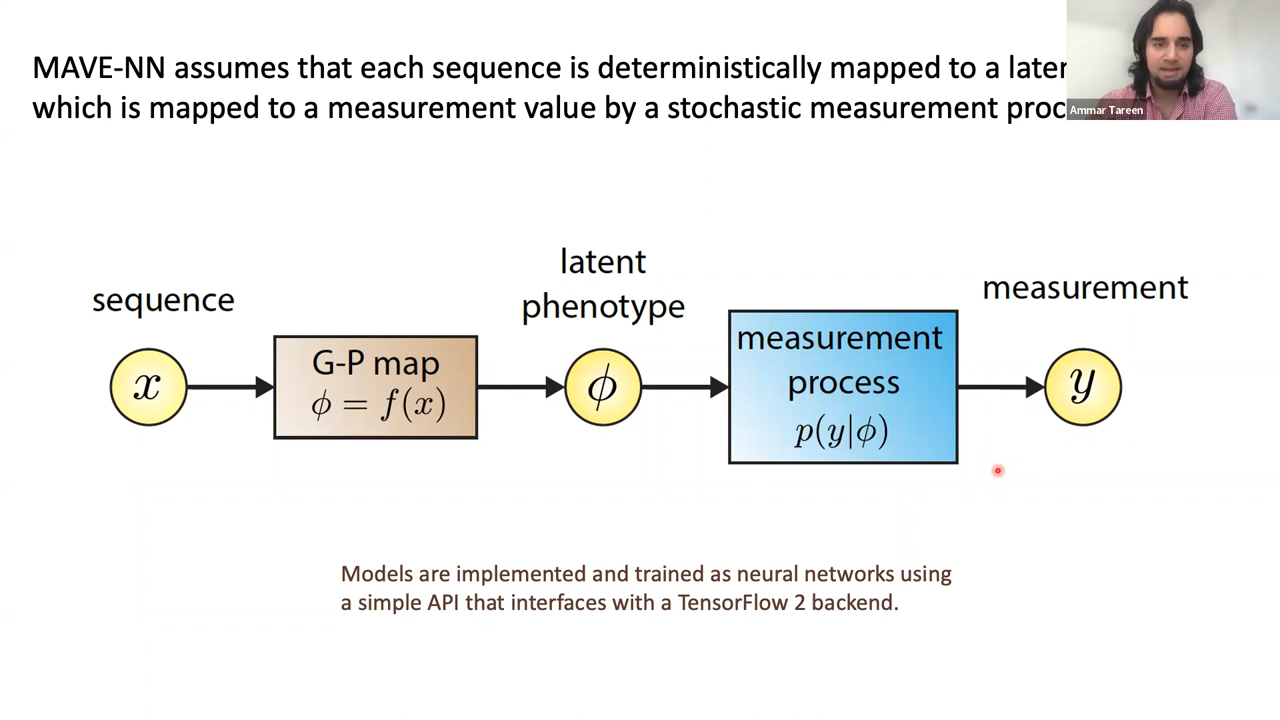 MAVE-NN assumes that each sequence is deterministically mapped to a
which is mapped to a measurement value by a stochastic measurement
Ammar Tareen
latent
phenotype
sequence
measurement
x
G-P map
ϕ = f(x)
ϕ
measurement
process
p(y|ϕ)
y
Models are implemented and trained as neural networks using
a simple API that interfaces with a TensorFlow 2 backend.